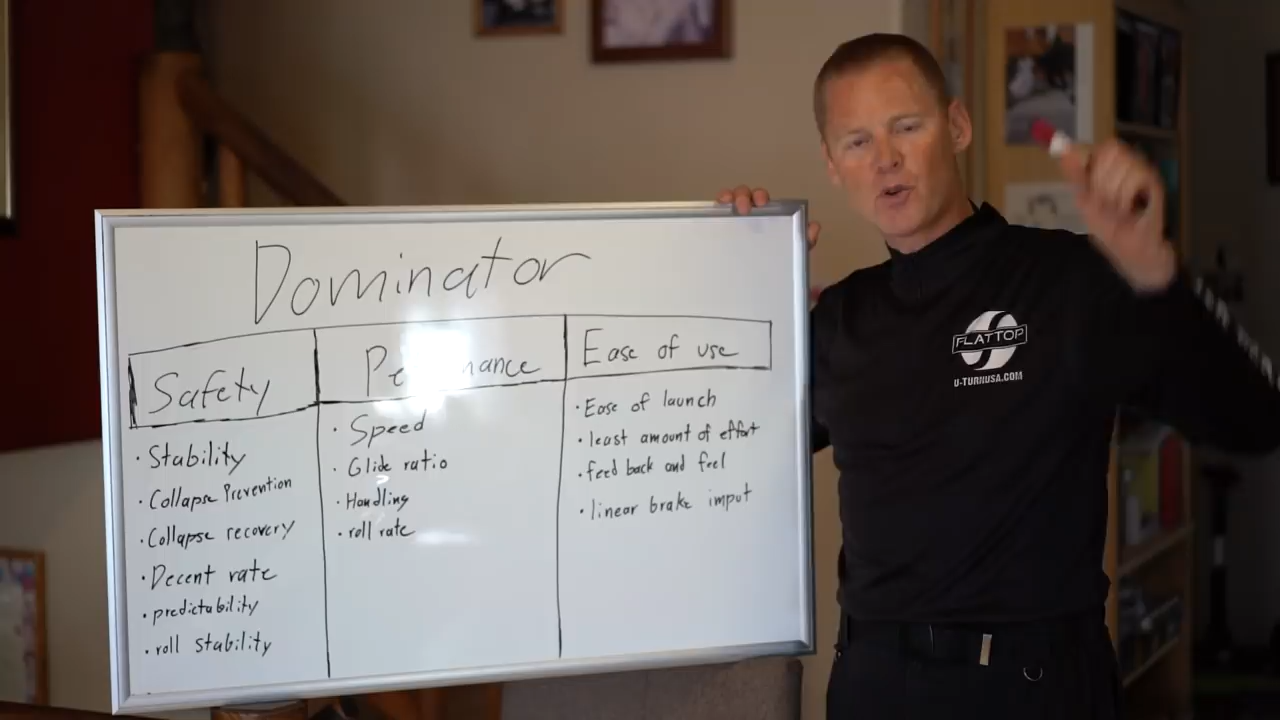 Dominator
Safety
· Stability
· Collapse Prevention
· Collapse recovery
· Decent rate
· predictability
· roll stability
· Speed
· Glide ratio
· Handling
· roll rate
Ease of use
· Ease of launch
· least amount of effort
· feed back and feel
· linear brake imput
FLATTOP
U-TURNUSA.COM